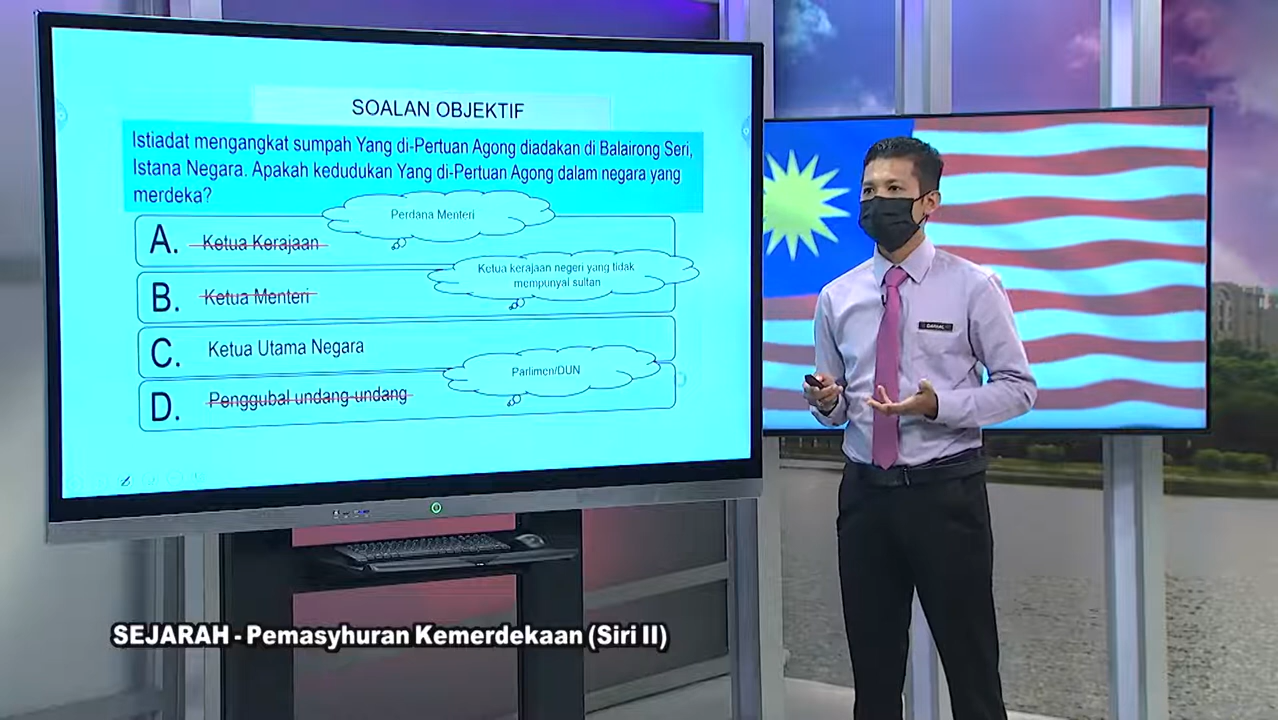 SOALAN OBJEKTIF
Istiadat mengangkat sumpah Yang di-Pertuan Agong diadakan di Balairong Seri,
Istana Negara. Apakah kedudukan Yang di-Pertuan Agong dalam negara yang
merdeka?
Perdana Menteri
A. Ketua Kerajaan
Ketua kerajaan negeri yang tidak
mempunyai sultan
B. Ketua Menteri
C. Ketua Utama Negara
Parlimen/DUN
D. Penggubal undang-undang
DANIAL
SEJARAH - Pemasyhuran Kemerdekaan (Siri II)